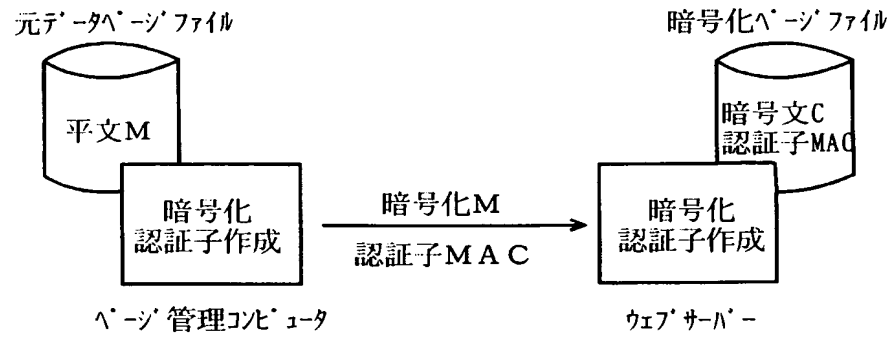 元データページファイル
平文M
暗号化
認証子作成
ページ管理コンピュータ
暗号化M
認証子MAC
暗号化ページファイル
暗号文C
認証子MAC
暗号化
認証子作成
ウェブサーバー